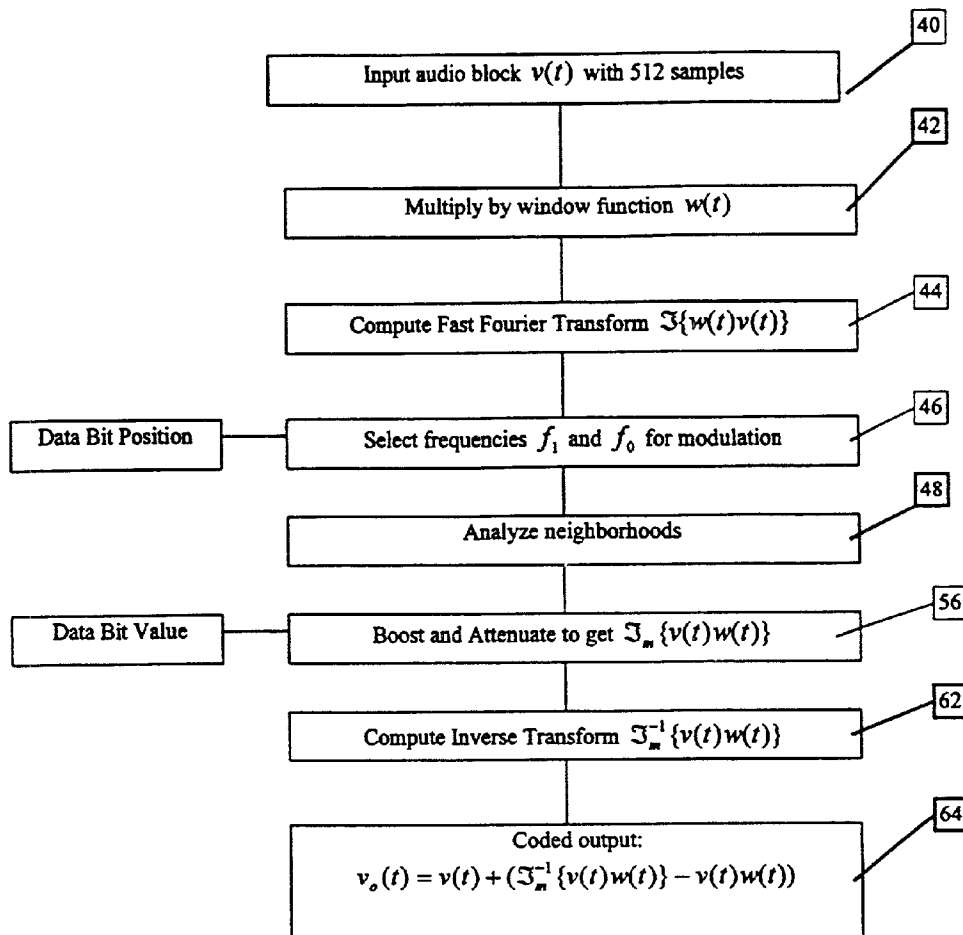 40
Input audio block v(t) with 512 samples
42
Multiply by window function w(t)
44
Compute Fast Fourier Transform ℑ{w(t)v(t)}
46
Data Bit Position
Select frequencies f₁ and f₀ for modulation
48
Analyze neighborhoods
56
Data Bit Value
Boost and Attenuate to get ℑₘ{v(t)w(t)}
62
Compute Inverse Transform ℑₘ⁻¹{v(t)w(t)}
64
Coded output:
vₒ(t) = v(t) + (ℑₘ⁻¹{v(t)w(t)} − v(t)w(t))